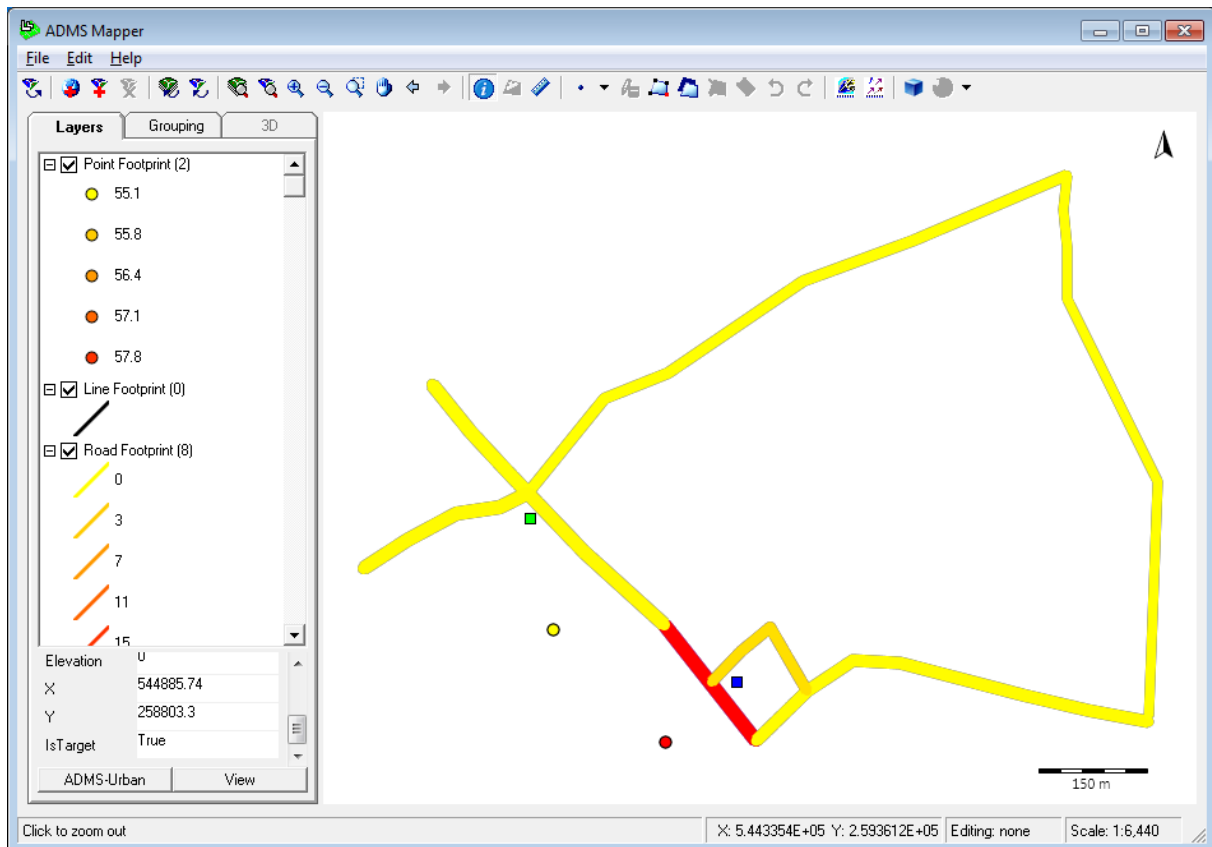 ADMS Mapper
File Edit Help
Layers Grouping 3D
Point Footprint (2)
55.1
55.8
56.4
57.1
57.8
Line Footprint (0)
Road Footprint (8)
0
3
7
11
15
Elevation 0
X 544885.74
Y 258803.3
IsTarget True
ADMS-Urban View
150 m
Click to zoom out X: 5.443354E+05 Y: 2.593612E+05 Editing: none Scale: 1:6,440